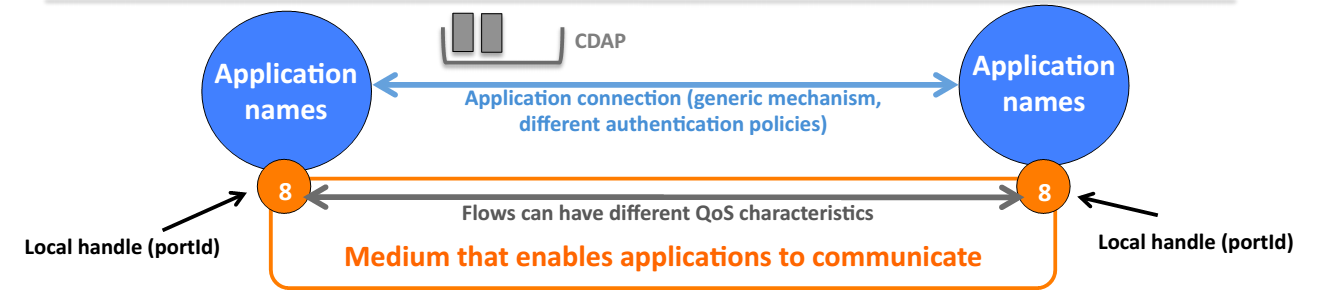 CDAP
Application
names
Application
names
Application connection (generic mechanism,
different authentication policies)
8
8
Flows can have different QoS characteristics
Local handle (portId)
Local handle (portId)
Medium that enables applications to communicate